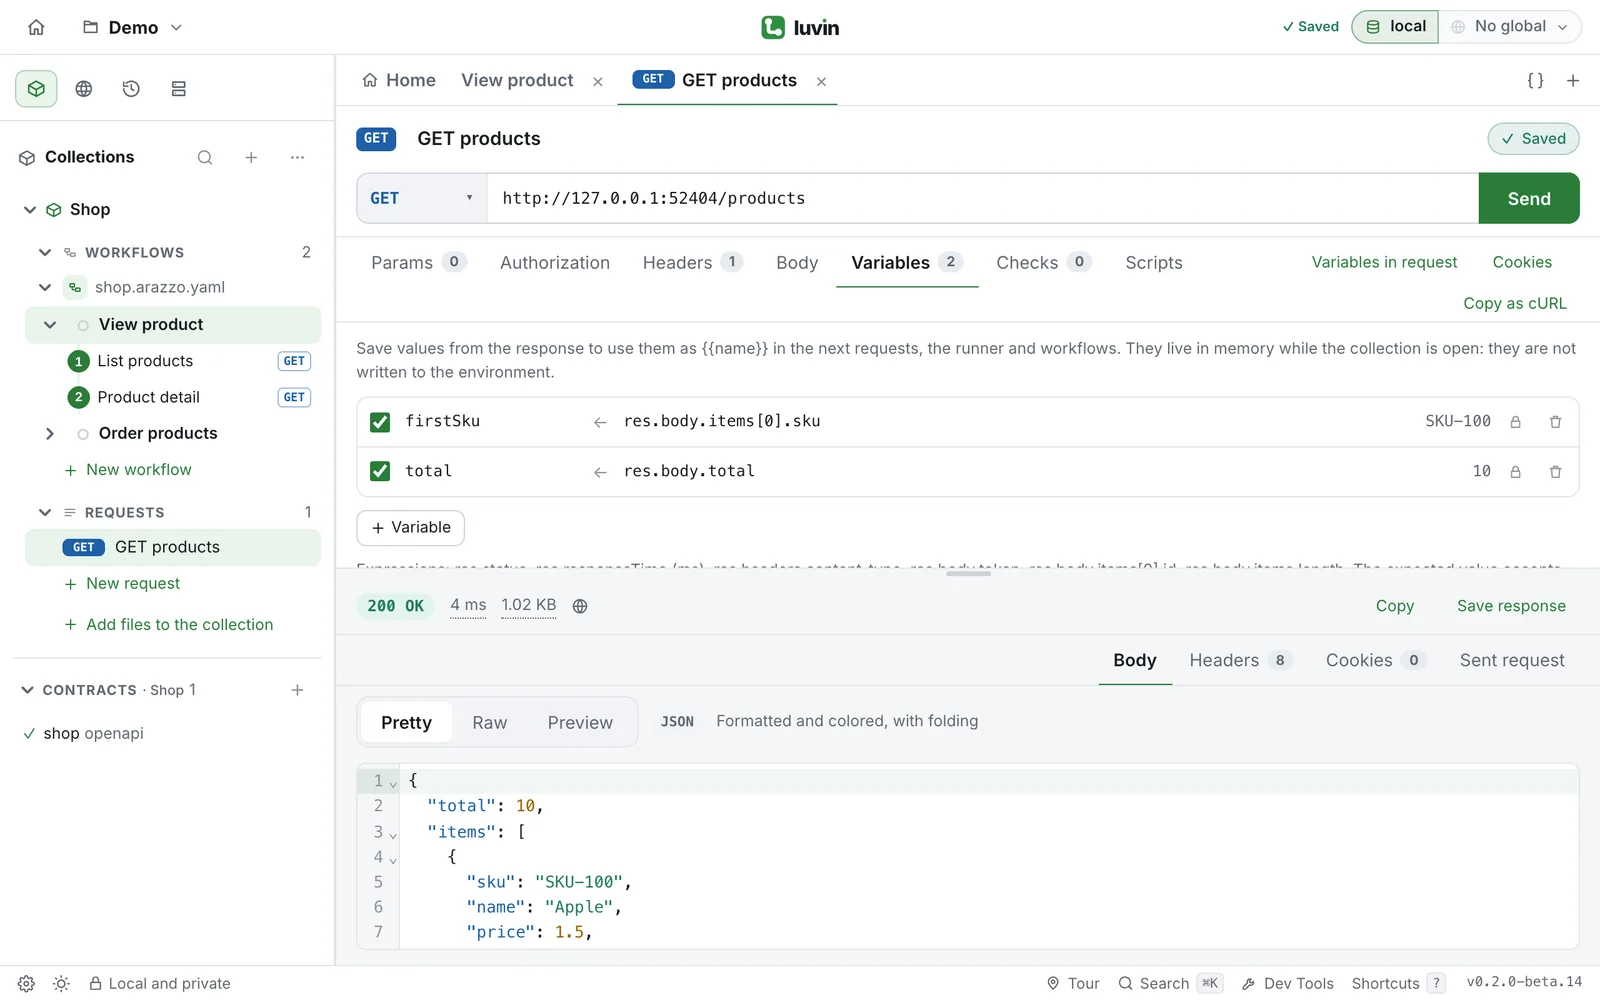 Demo
luvin
Saved
local
No global
Home
View product
GET GET products
{} +
Collections
GET GET products
Saved
GET http://127.0.0.1:52404/products Send
Shop
WORKFLOWS 2
shop.arazzo.yaml
View product
1 List products GET
2 Product detail GET
Order products
+ New workflow
REQUESTS 1
GET GET products
+ New request
+ Add files to the collection
CONTRACTS · Shop 1
shop openapi
Params 0 Authorization Headers 1 Body Variables 2 Checks 0 Scripts Variables in request Cookies
Copy as cURL
Save values from the response to use them as {{name}} in the next requests, the runner and workflows. They live in memory while the collection is open: they are not
written to the environment.
firstSku ← res.body.items[0].sku SKU-100
total ← res.body.total 10
+ Variable
200 OK 4 ms 1.02 KB Copy Save response
Body Headers 8 Cookies 0 Sent request
Pretty Raw Preview JSON Formatted and colored, with folding
1 {
2 "total": 10,
3 "items": [
4 {
5 "sku": "SKU-100",
6 "name": "Apple",
7 "price": 1.5,
Local and private
Tour Search ⌘K Dev Tools Shortcuts ? v0.2.0-beta.14